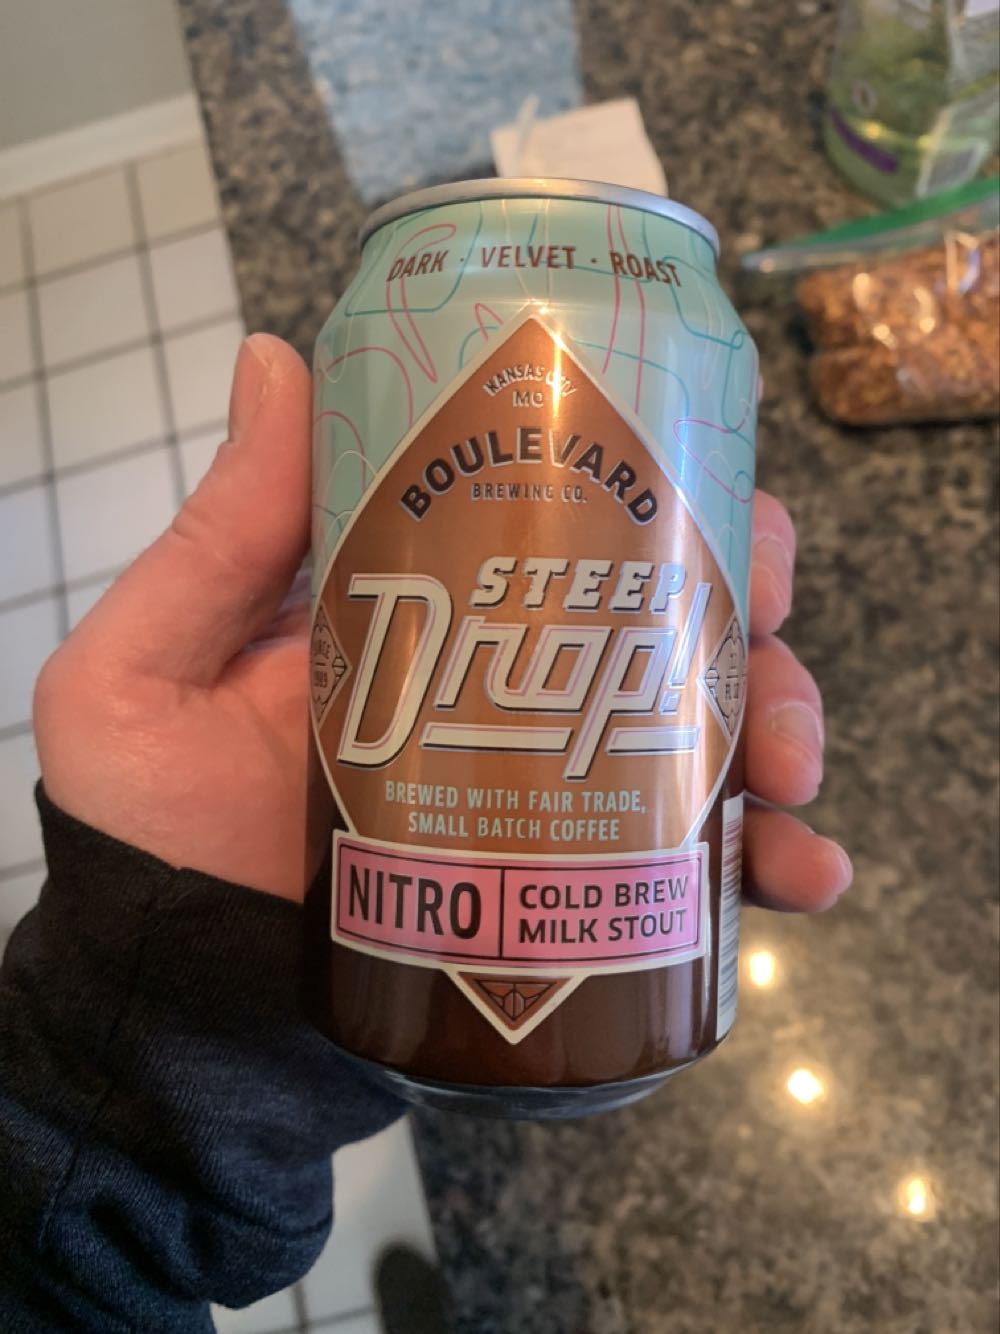 DARK · VELVET · ROAST
KANSAS CITY
MO
BOULEVARD
BREWING CO.
STEEP
Drop!
BREWED WITH FAIR TRADE,
SMALL BATCH COFFEE
NITRO
COLD BREW
MILK STOUT